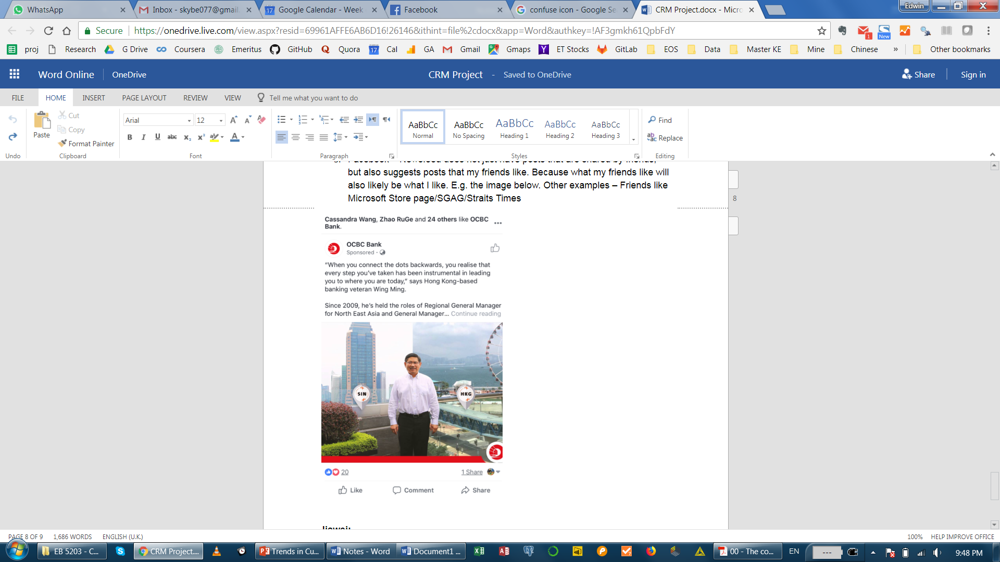 WhatsApp
Inbox - skybe077@gmail.
Google Calendar - Week
Facebook
confuse icon - Google Se
CRM Project.docx - Micro
Edwin
Secure
https://onedrive.live.com/view.aspx?resid=69961AFFE6AB6D16!26146&ithint=file%2cdocx&app=Word&authkey=!AF3gmkh61QpbFdY
1
New
proj
Research
G Drive
Coursera
Emeritus
GitHub
Quora
17
Cal
GA
Gmail
Gmaps
ET Stocks
GitLab
EOS
Data
Master KE
Mine
Chinese
»
Other bookmarks
Word Online
OneDrive
CRM Project - Saved to OneDrive
Share
Sign in
FILE
HOME
INSERT
PAGE LAYOUT
REVIEW
VIEW
Tell me what you want to do
Paste
Cut
Copy
Format Painter
Arial
12
AaBbCc
Normal
AaBbCc
No Spacing
AaBbCc
Heading 1
AaBbCc
Heading 2
AaBbCc
Heading 3
Find
Replace
Undo
Clipboard
Font
Paragraph
Styles
Editing
but also suggests posts that my friends like. Because what my friends like will
also likely be what I like. E.g. the image below. Other examples – Friends like
Microsoft Store page/SGAG/Straits Times
8
Cassandra Wang, Zhao RuGe and 24 others like OCBC
Bank.
OCBC Bank
Sponsored ·
“When you connect the dots backwards, you realise that
every step you’ve taken has been instrumental in leading
you to where you are today,” says Hong Kong-based
banking veteran Wing Ming.
Since 2009, he’s held the roles of Regional General Manager
for North East Asia and General Manager... Continue reading
SIN
HKG
20
1 Share
Like
Comment
Share
PAGE 8 OF 9
1,686 WORDS
ENGLISH (U.K.)
100%
HELP IMPROVE OFFICE
EB 5203 - C...
CRM Project....
Trends in Cu...
Notes - Word
Document1 ...
00 - The co...
EN
9:48 PM